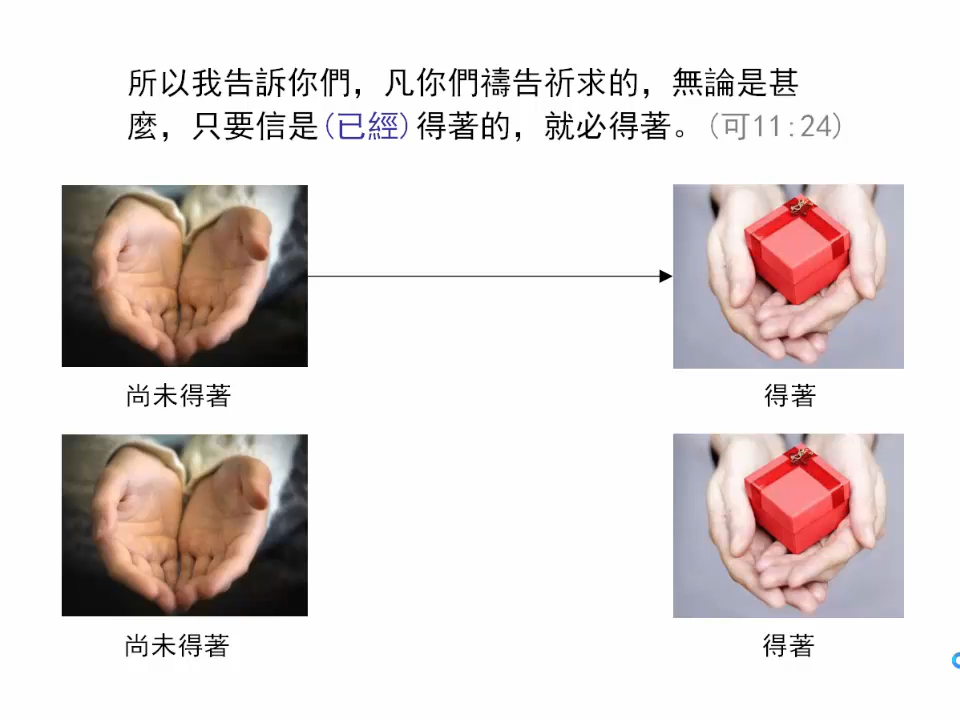 所以我告訴你們，凡你們禱告祈求的，無論是甚
麼，只要信是(已經)得著的，就必得著。(可11:24)
尚未得著
得著
尚未得著
得著